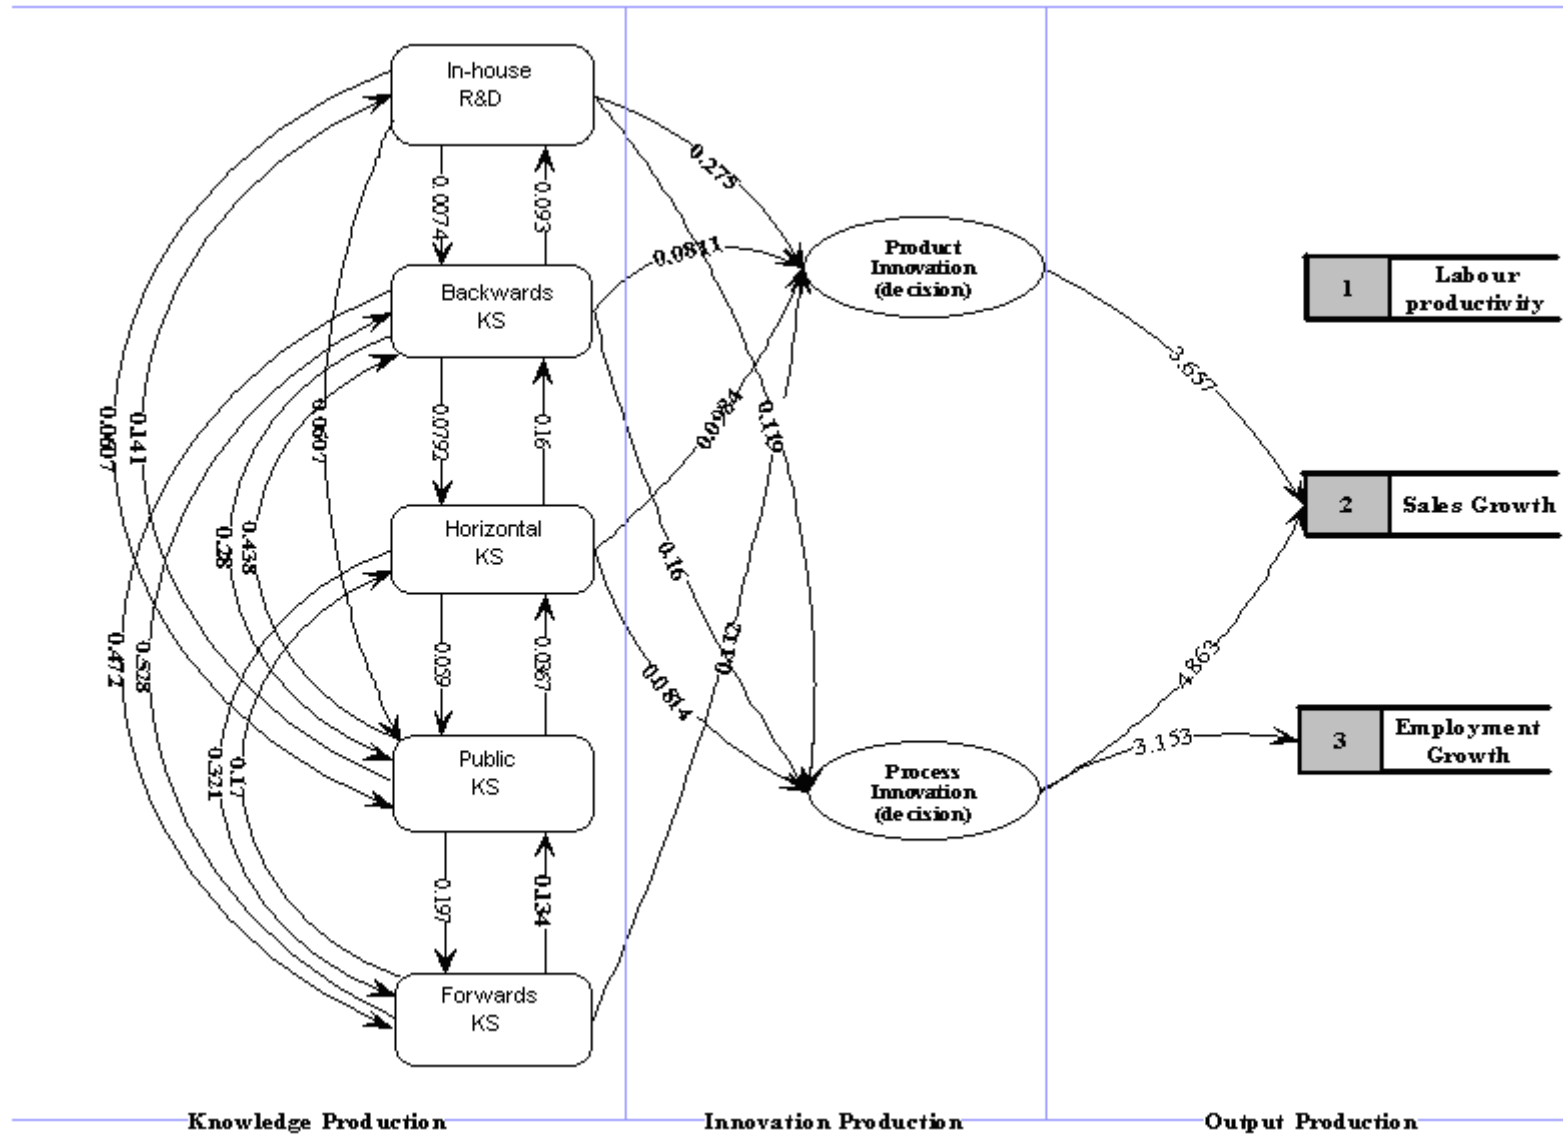 In-house
R&D
0.275
0.0074
0.093
0.0811
Product
Innovation
(decision)
Backwards
KS
1
Labour
productivity
3.657
0.0607
0.141
0.0607
0.0792
0.16
0.0984
0.119
Horizontal
KS
2
Sales Growth
0.28
0.438
0.16
0.472
0.528
0.059
0.0367
0.112
0.0814
4.863
0.321
0.17
Public
KS
Process
Innovation
(decision)
3.153
3
Employment
Growth
0.197
0.134
Forwards
KS
Knowledge Production
Innovation Production
Output Production